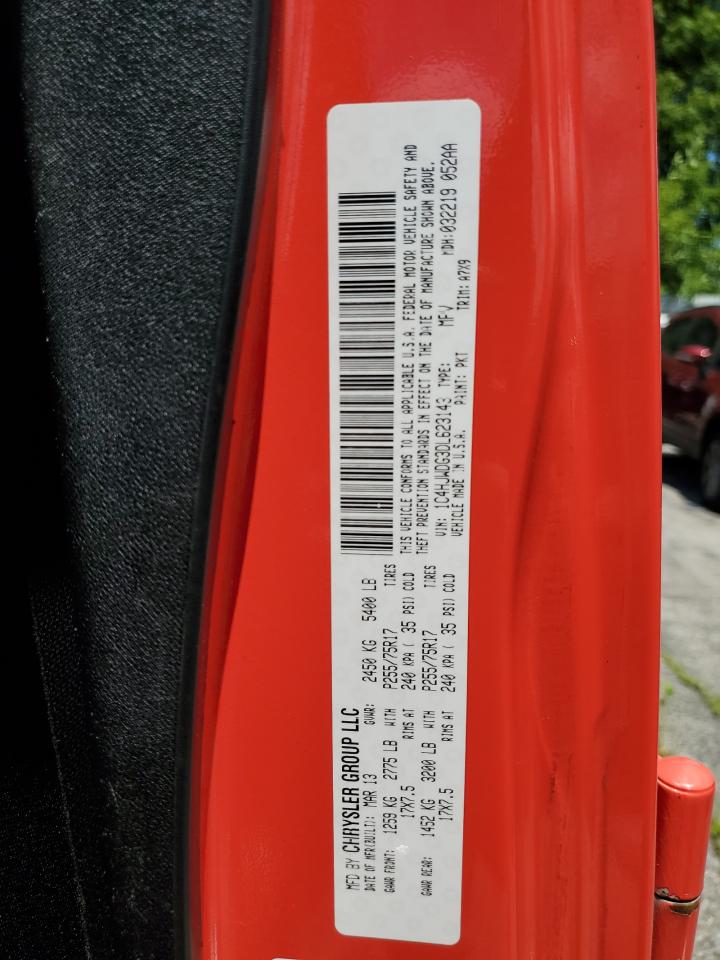 MFD BY CHRYSLER GROUP LLC
DATE OF MFR(BUILT): MAR 13 GVWR: 2450 KG 5400 LB
GAWR FRONT: 1259 KG 2775 LB WITH P255/75R17 TIRES
17X7.5 RIMS AT 240 KPA ( 35 PSI) COLD
GAWR REAR: 1452 KG 3200 LB WITH P255/75R17 TIRES
17X7.5 RIMS AT 240 KPA ( 35 PSI) COLD
THIS VEHICLE CONFORMS TO ALL APPLICABLE U.S.A. FEDERAL MOTOR VEHICLE SAFETY AND
THEFT PREVENTION STANDARDS IN EFFECT ON THE DATE OF MANUFACTURE SHOWN ABOVE.
VIN: 1C4HJWDG3DL623143 TYPE: MPV MDH:032219 052AA
VEHICLE MADE IN U.S.A. PAINT: PKT TRIM: A7X9